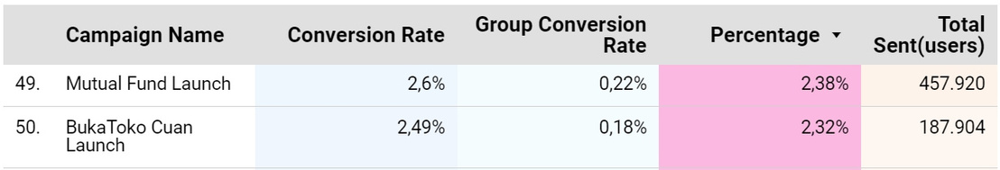 Campaign Name Conversion Rate Group Conversion Rate Percentage Total Sent(users)
49. Mutual Fund Launch 2,6% 0,22% 2,38% 457.920
50. BukaToko Cuan Launch 2,49% 0,18% 2,32% 187.904